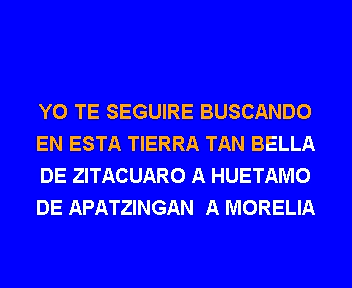 YO TE SEGUIRE BUSCANDO
EN ESTA TIERRA TAN BELLA
DE ZITACUARO A HUETAMO
DE APATZINGAN  A MORELIA